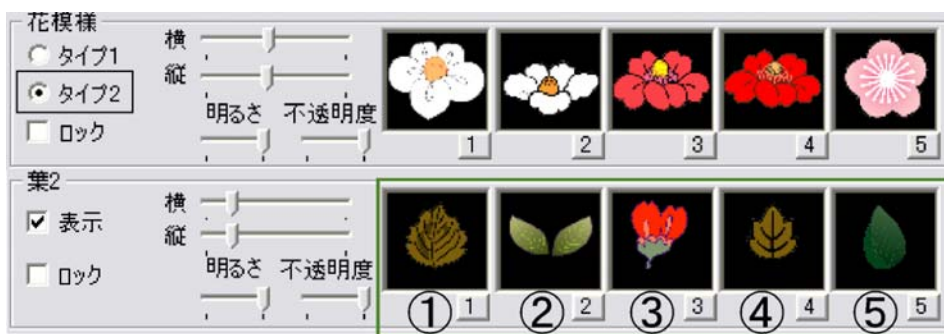 花模様
タイプ1
タイプ2
ロック
横
縦
明るさ 不透明度
1 2 3 4 5
葉2
表示
ロック
横
縦
明るさ 不透明度
① 1 ② 2 ③ 3 ④ 4 ⑤ 5